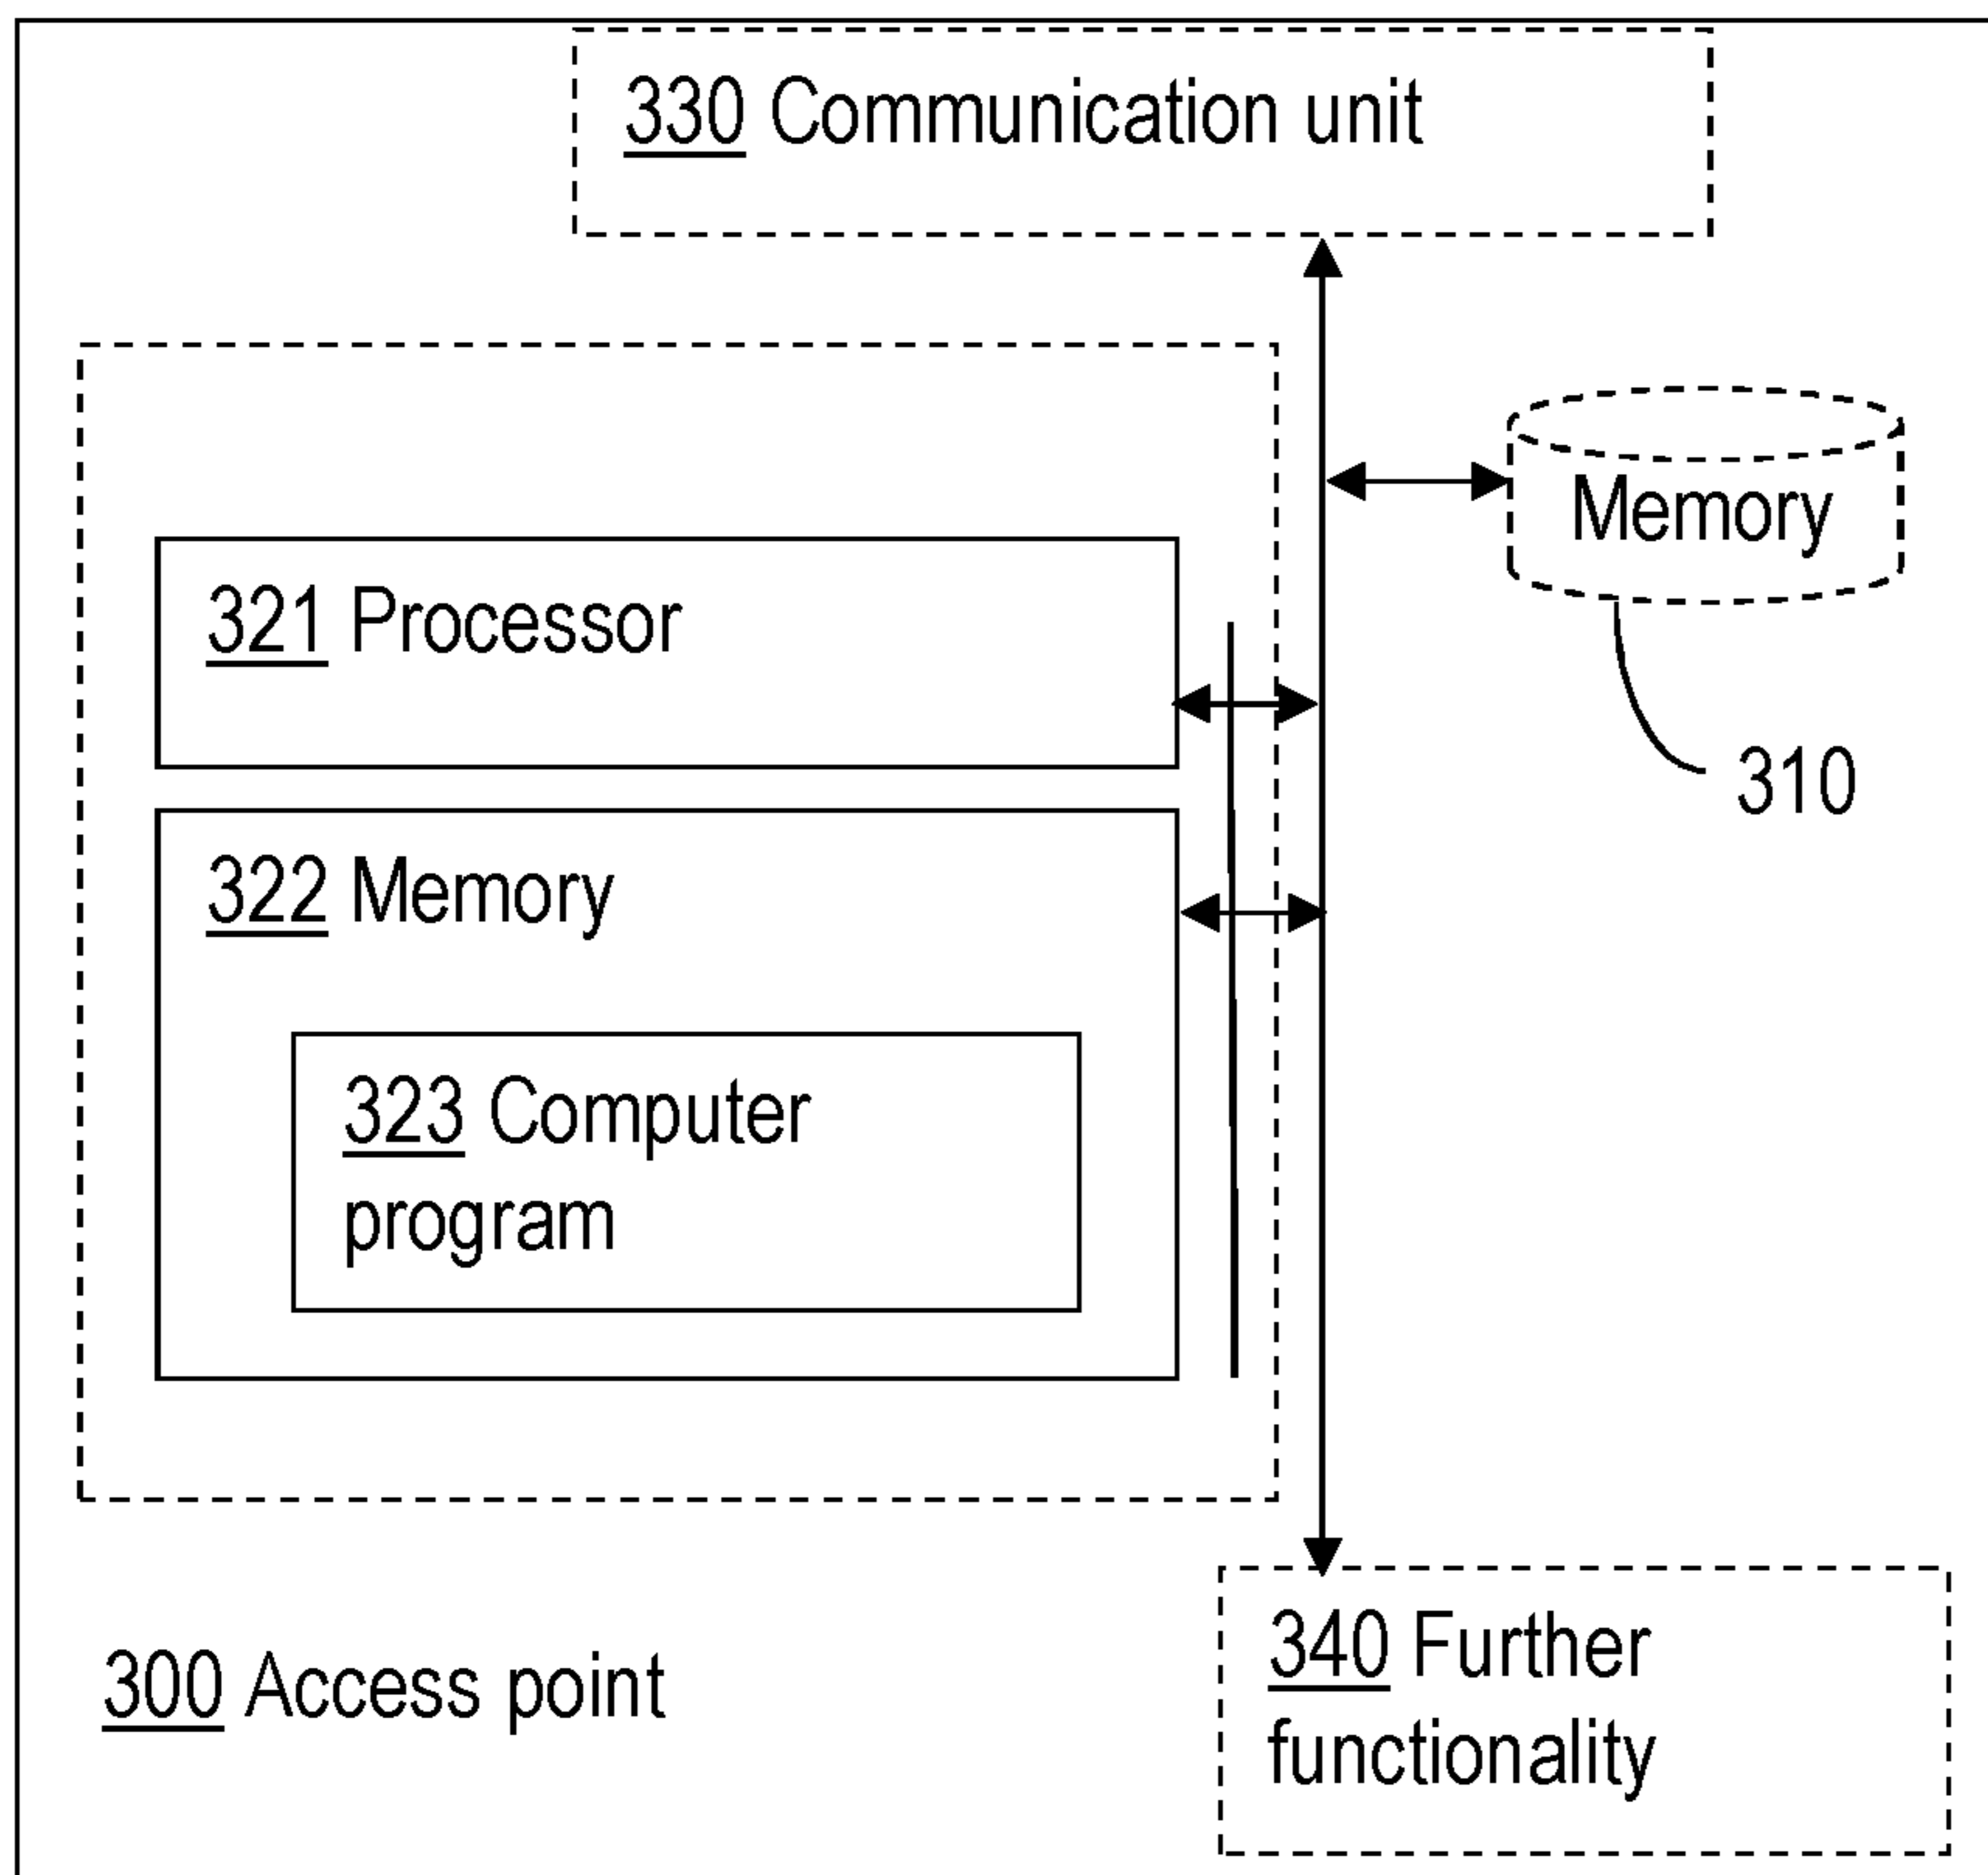 330 Communication unit
Memory
321 Processor
310
322 Memory
323 Computer
program
340 Further
functionality
300 Access point